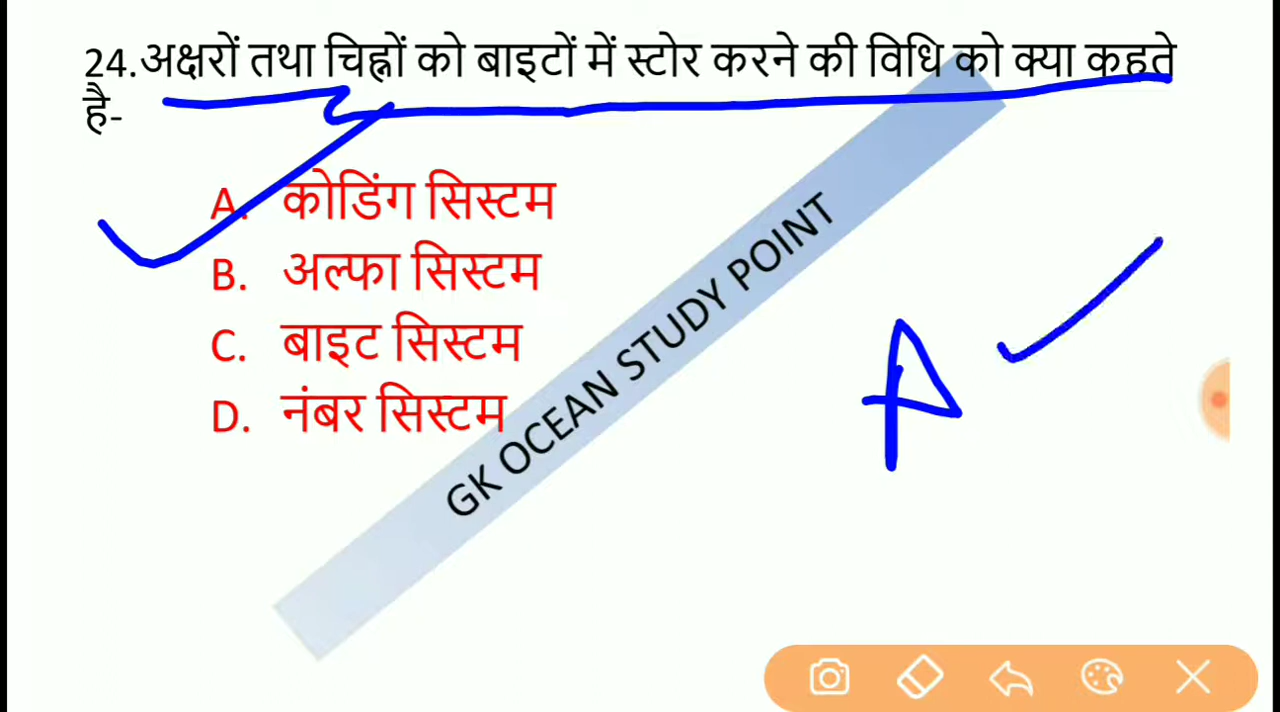 24.अक्षरों तथा चिह्नों को बाइटों में स्टोर करने की विधि को क्या कहते
है-
A. कोडिंग सिस्टम
B. अल्फा सिस्टम
C. बाइट सिस्टम
D. नंबर सिस्टम
GK OCEAN STUDY POINT
A